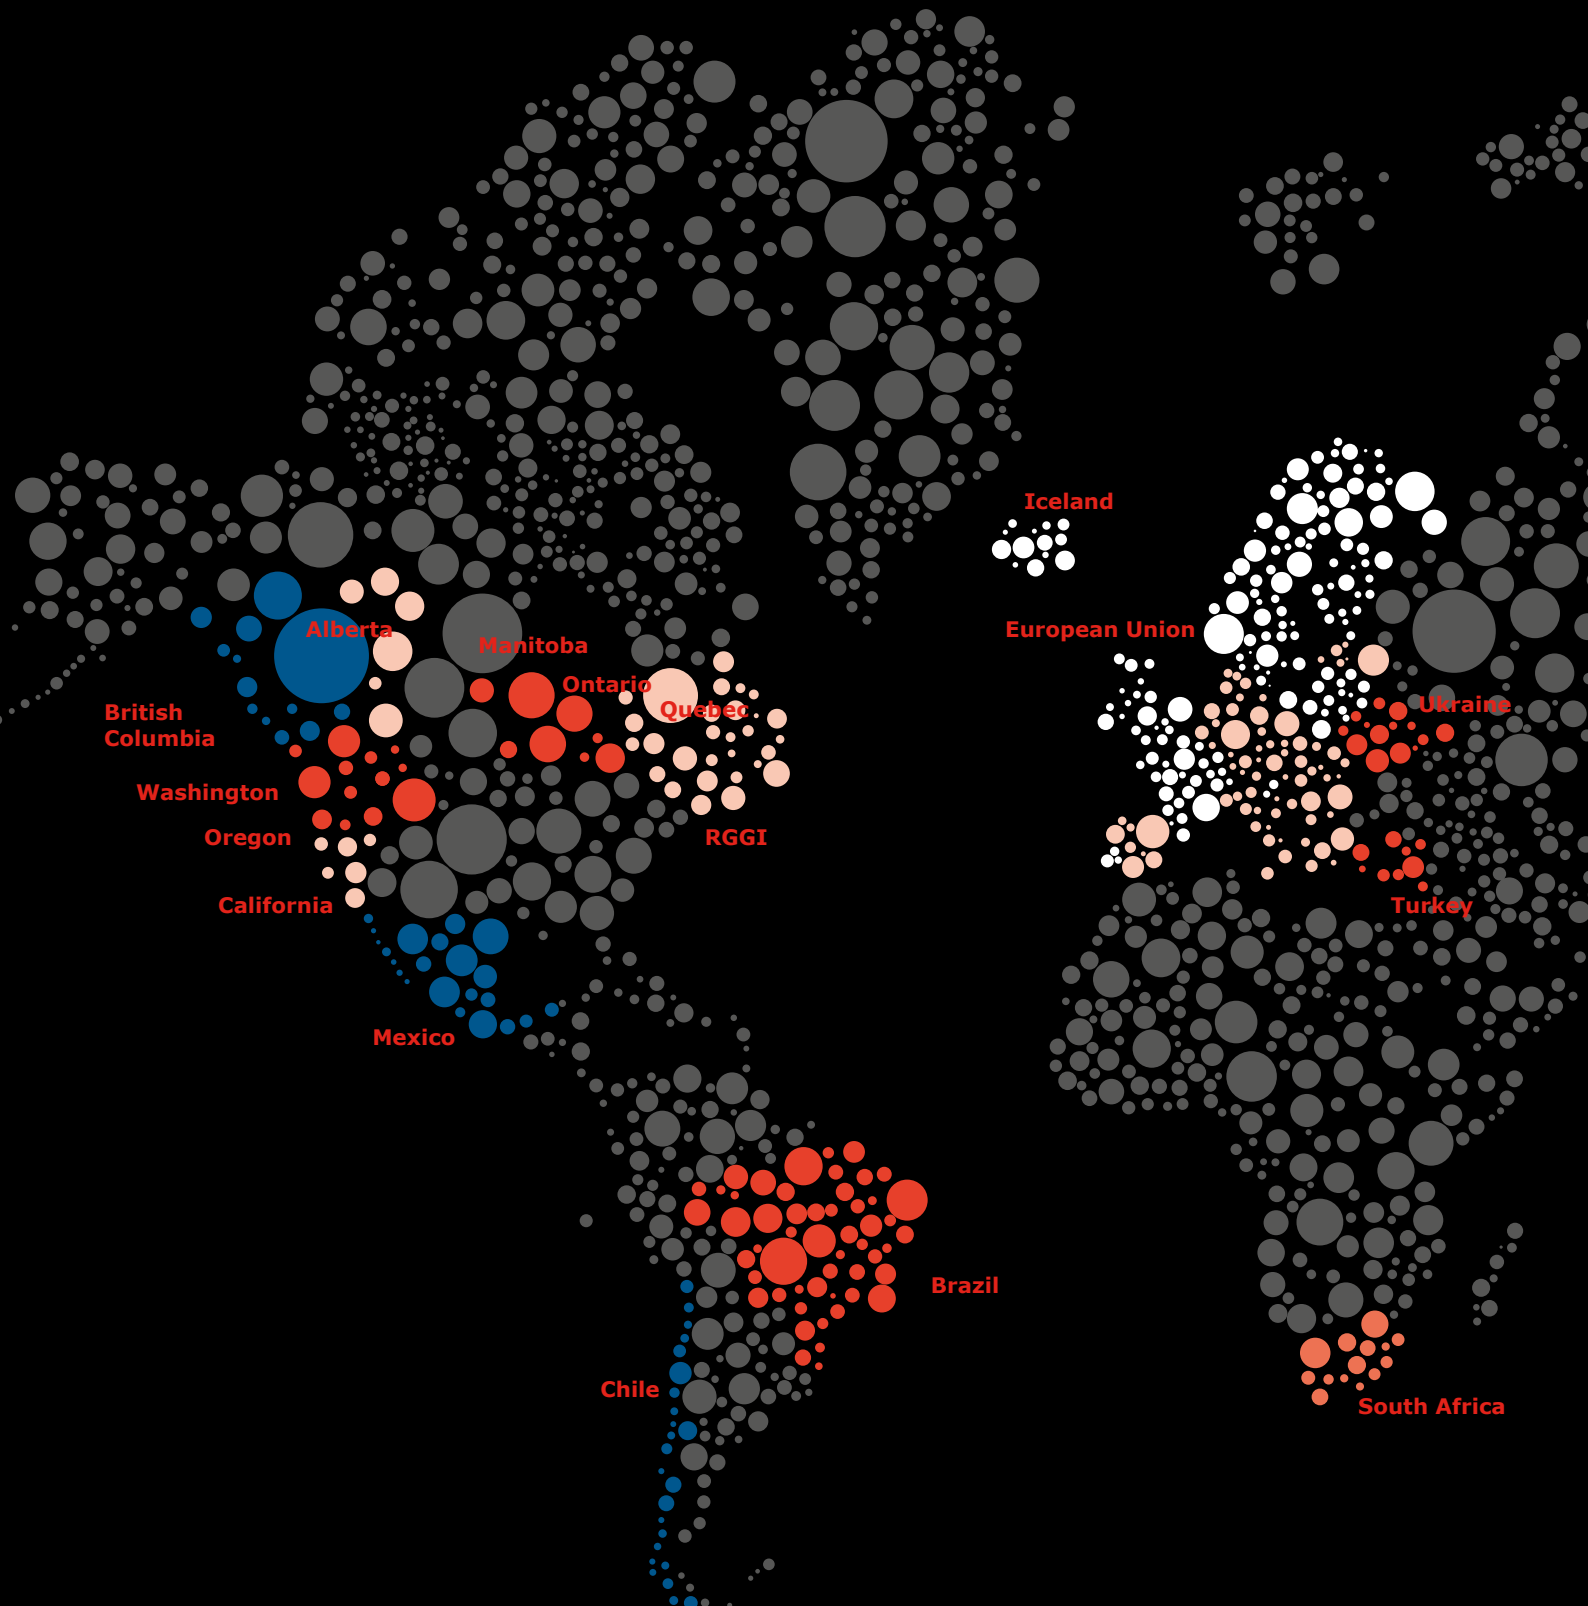 Iceland
European Union
Alberta
Manitoba
Ontario
Quebec
British
Columbia
Ukraine
Washington
Oregon
RGGI
California
Turkey
Mexico
Brazil
Chile
South Africa